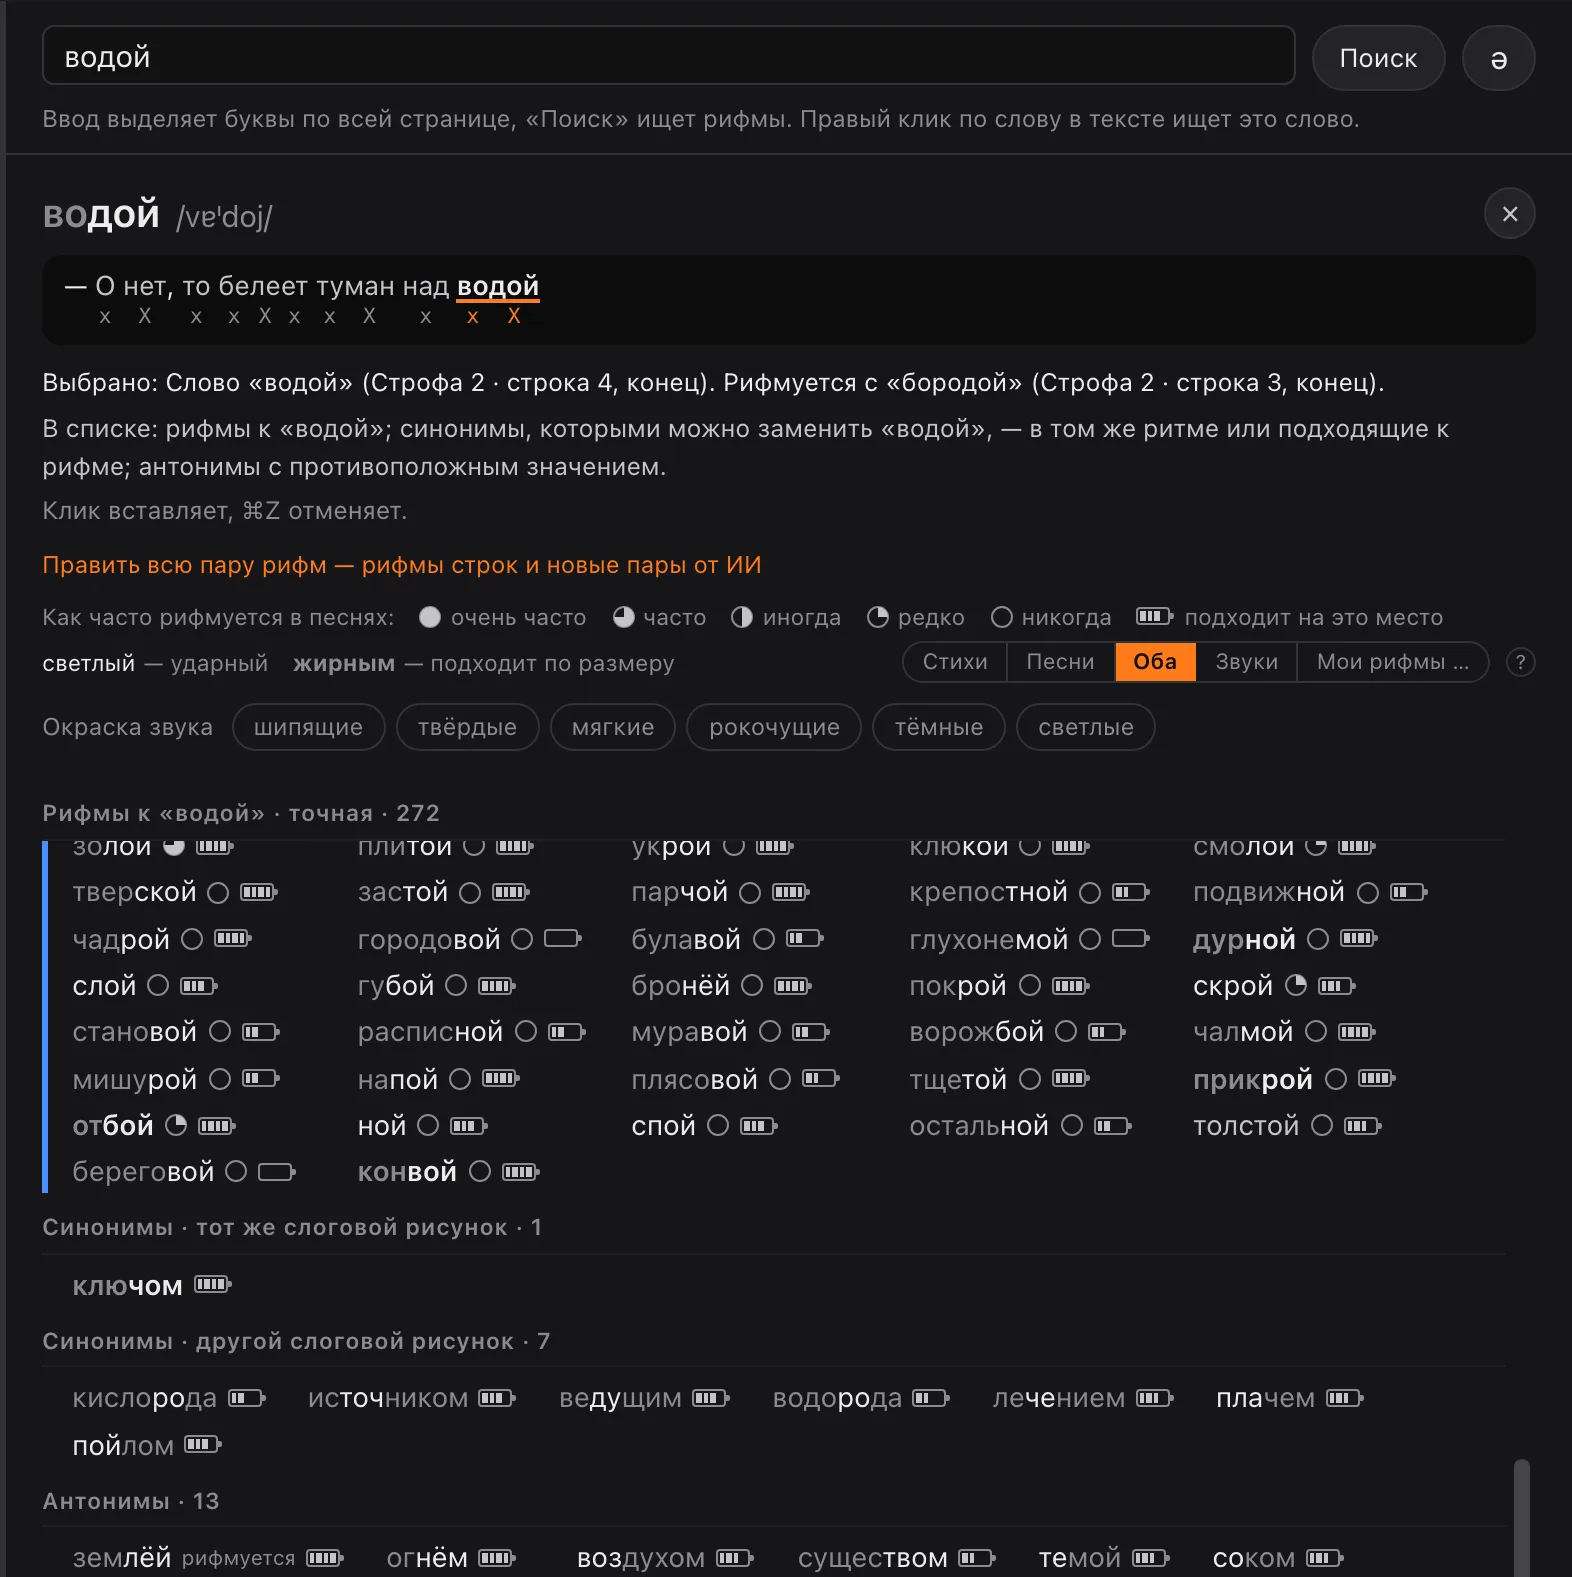 водой
Поиск
ə
Ввод выделяет буквы по всей странице, «Поиск» ищет рифмы. Правый клик по слову в тексте ищет это слово.
водой /vɐˈdoj/
×
— О нет, то белеет туман над водой
x X x x X x x X x x X
Выбрано: Слово «водой» (Строфа 2 · строка 4, конец). Рифмуется с «бородой» (Строфа 2 · строка 3, конец).
В списке: рифмы к «водой»; синонимы, которыми можно заменить «водой», — в том же ритме или подходящие к
рифме; антонимы с противоположным значением.
Клик вставляет, ⌘Z отменяет.
Править всю пару рифм — рифмы строк и новые пары от ИИ
Как часто рифмуется в песнях: очень часто часто иногда редко никогда подходит на это место
светлый — ударный жирным — подходит по размеру
Стихи Песни Оба Звуки Мои рифмы ... ?
Окраска звука шипящие твёрдые мягкие рокочущие тёмные светлые
Рифмы к «водой» · точная · 272
золой плитой укрой клюкой смолой
тверской застой парчой крепостной подвижной
чадрой городовой булавой глухонемой дурной
слой губой бронёй покрой скрой
становой расписной муравой ворожбой чалмой
мишурой напой плясовой тщетой прикрой
отбой ной спой остальной толстой
береговой конвой
Синонимы · тот же слоговой рисунок · 1
ключом
Синонимы · другой слоговой рисунок · 7
кислорода источником ведущим водорода лечением плачем
пойлом
Антонимы · 13
землёй рифмуется огнём воздухом существом темой соком